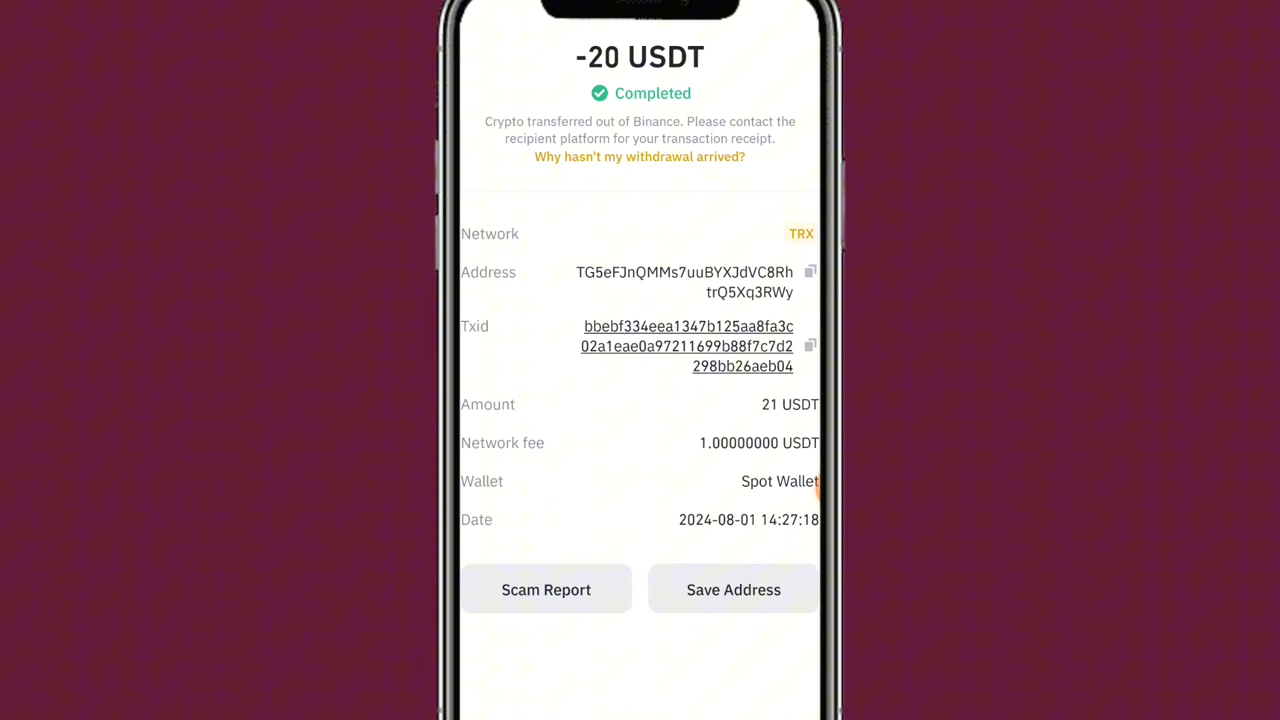 -20 USDT
Completed
Crypto transferred out of Binance. Please contact the
recipient platform for your transaction receipt.
Why hasn't my withdrawal arrived?
Network TRX
Address TG5eFJnQMMs7uuBYXJdVC8Rh
trQ5Xq3RWy
Txid bbebf334eea1347b125aa8fa3c
02a1eae0a97211699b88f7c7d2
298bb26aeb04
Amount 21 USDT
Network fee 1.00000000 USDT
Wallet Spot Wallet
Date 2024-08-01 14:27:18
Scam Report Save Address